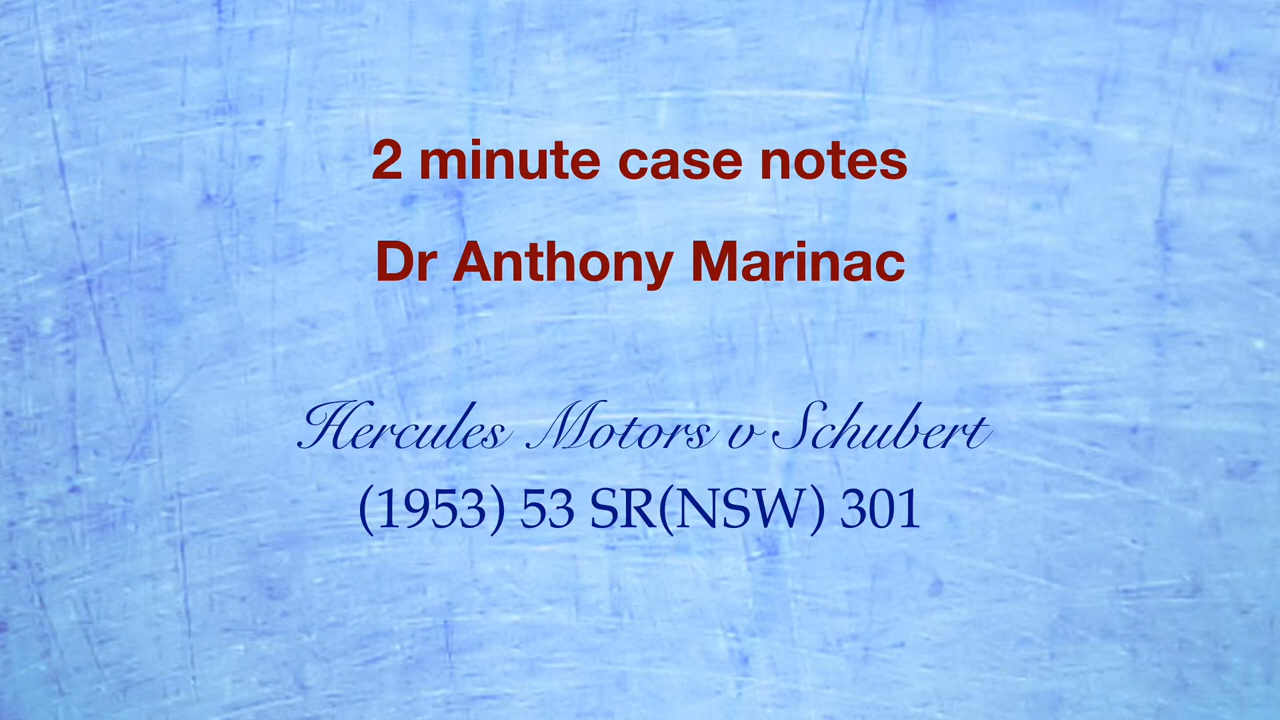 2 minute case notes
Dr Anthony Marinac
Hercules Motors v Schubert
(1953) 53 SR(NSW) 301